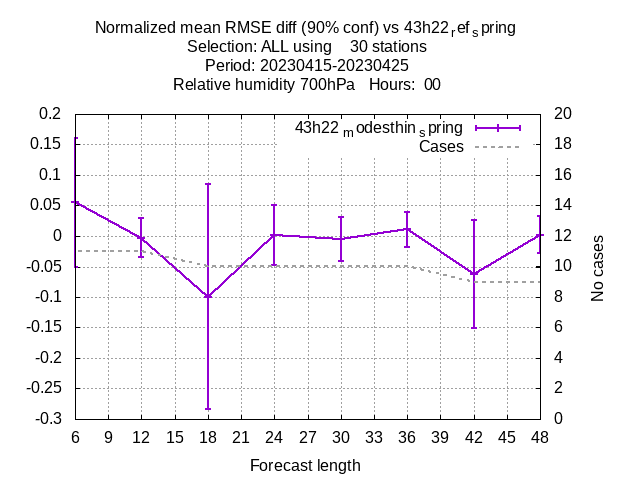 Normalized mean RMSE diff (90% conf) vs 43h22refspring
Selection: ALL using 30 stations
Period: 20230415-20230425
Relative humidity 700hPa Hours: 00
43h22modesthinspring
Cases
0.2
0.15
0.1
0.05
0
-0.05
-0.1
-0.15
-0.2
-0.25
-0.3
20
18
16
14
12
10
8
6
4
2
0
No cases
6 9 12 15 18 21 24 27 30 33 36 39 42 45 48
Forecast length